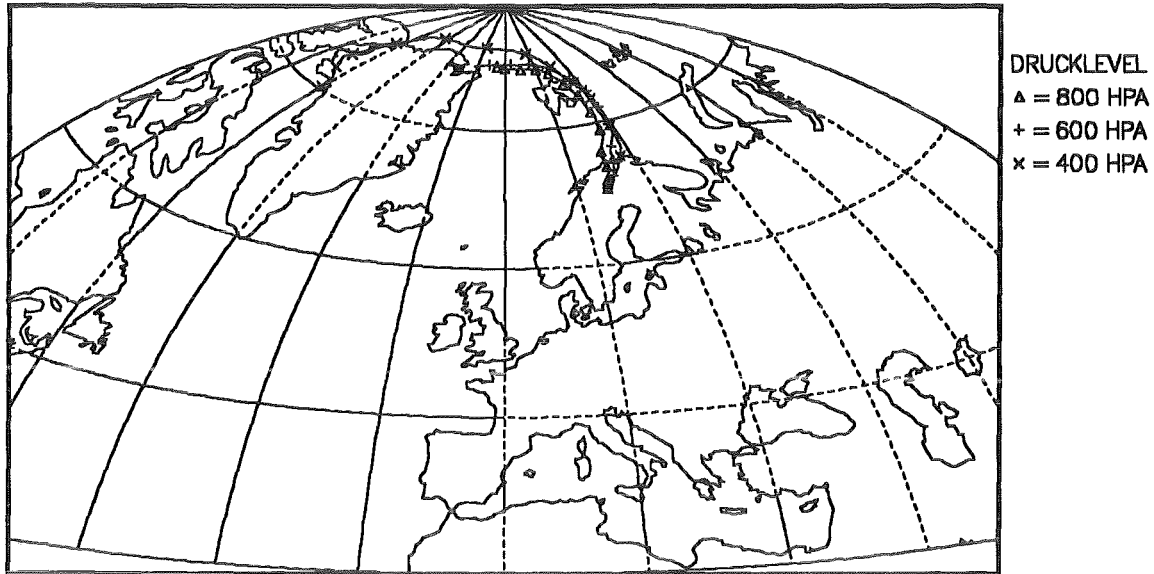 DRUCKLEVEL
▵ = 800 HPA
+ = 600 HPA
× = 400 HPA